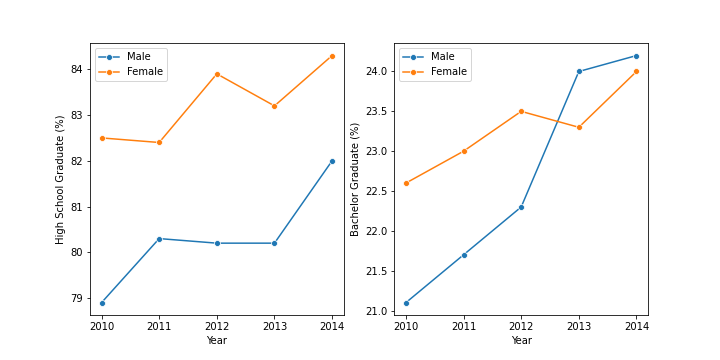 Male
Female
High School Graduate (%)
84
83
82
81
80
79
2010 2011 2012 2013 2014
Year
Male
Female
Bachelor Graduate (%)
24.0
23.5
23.0
22.5
22.0
21.5
21.0
2010 2011 2012 2013 2014
Year